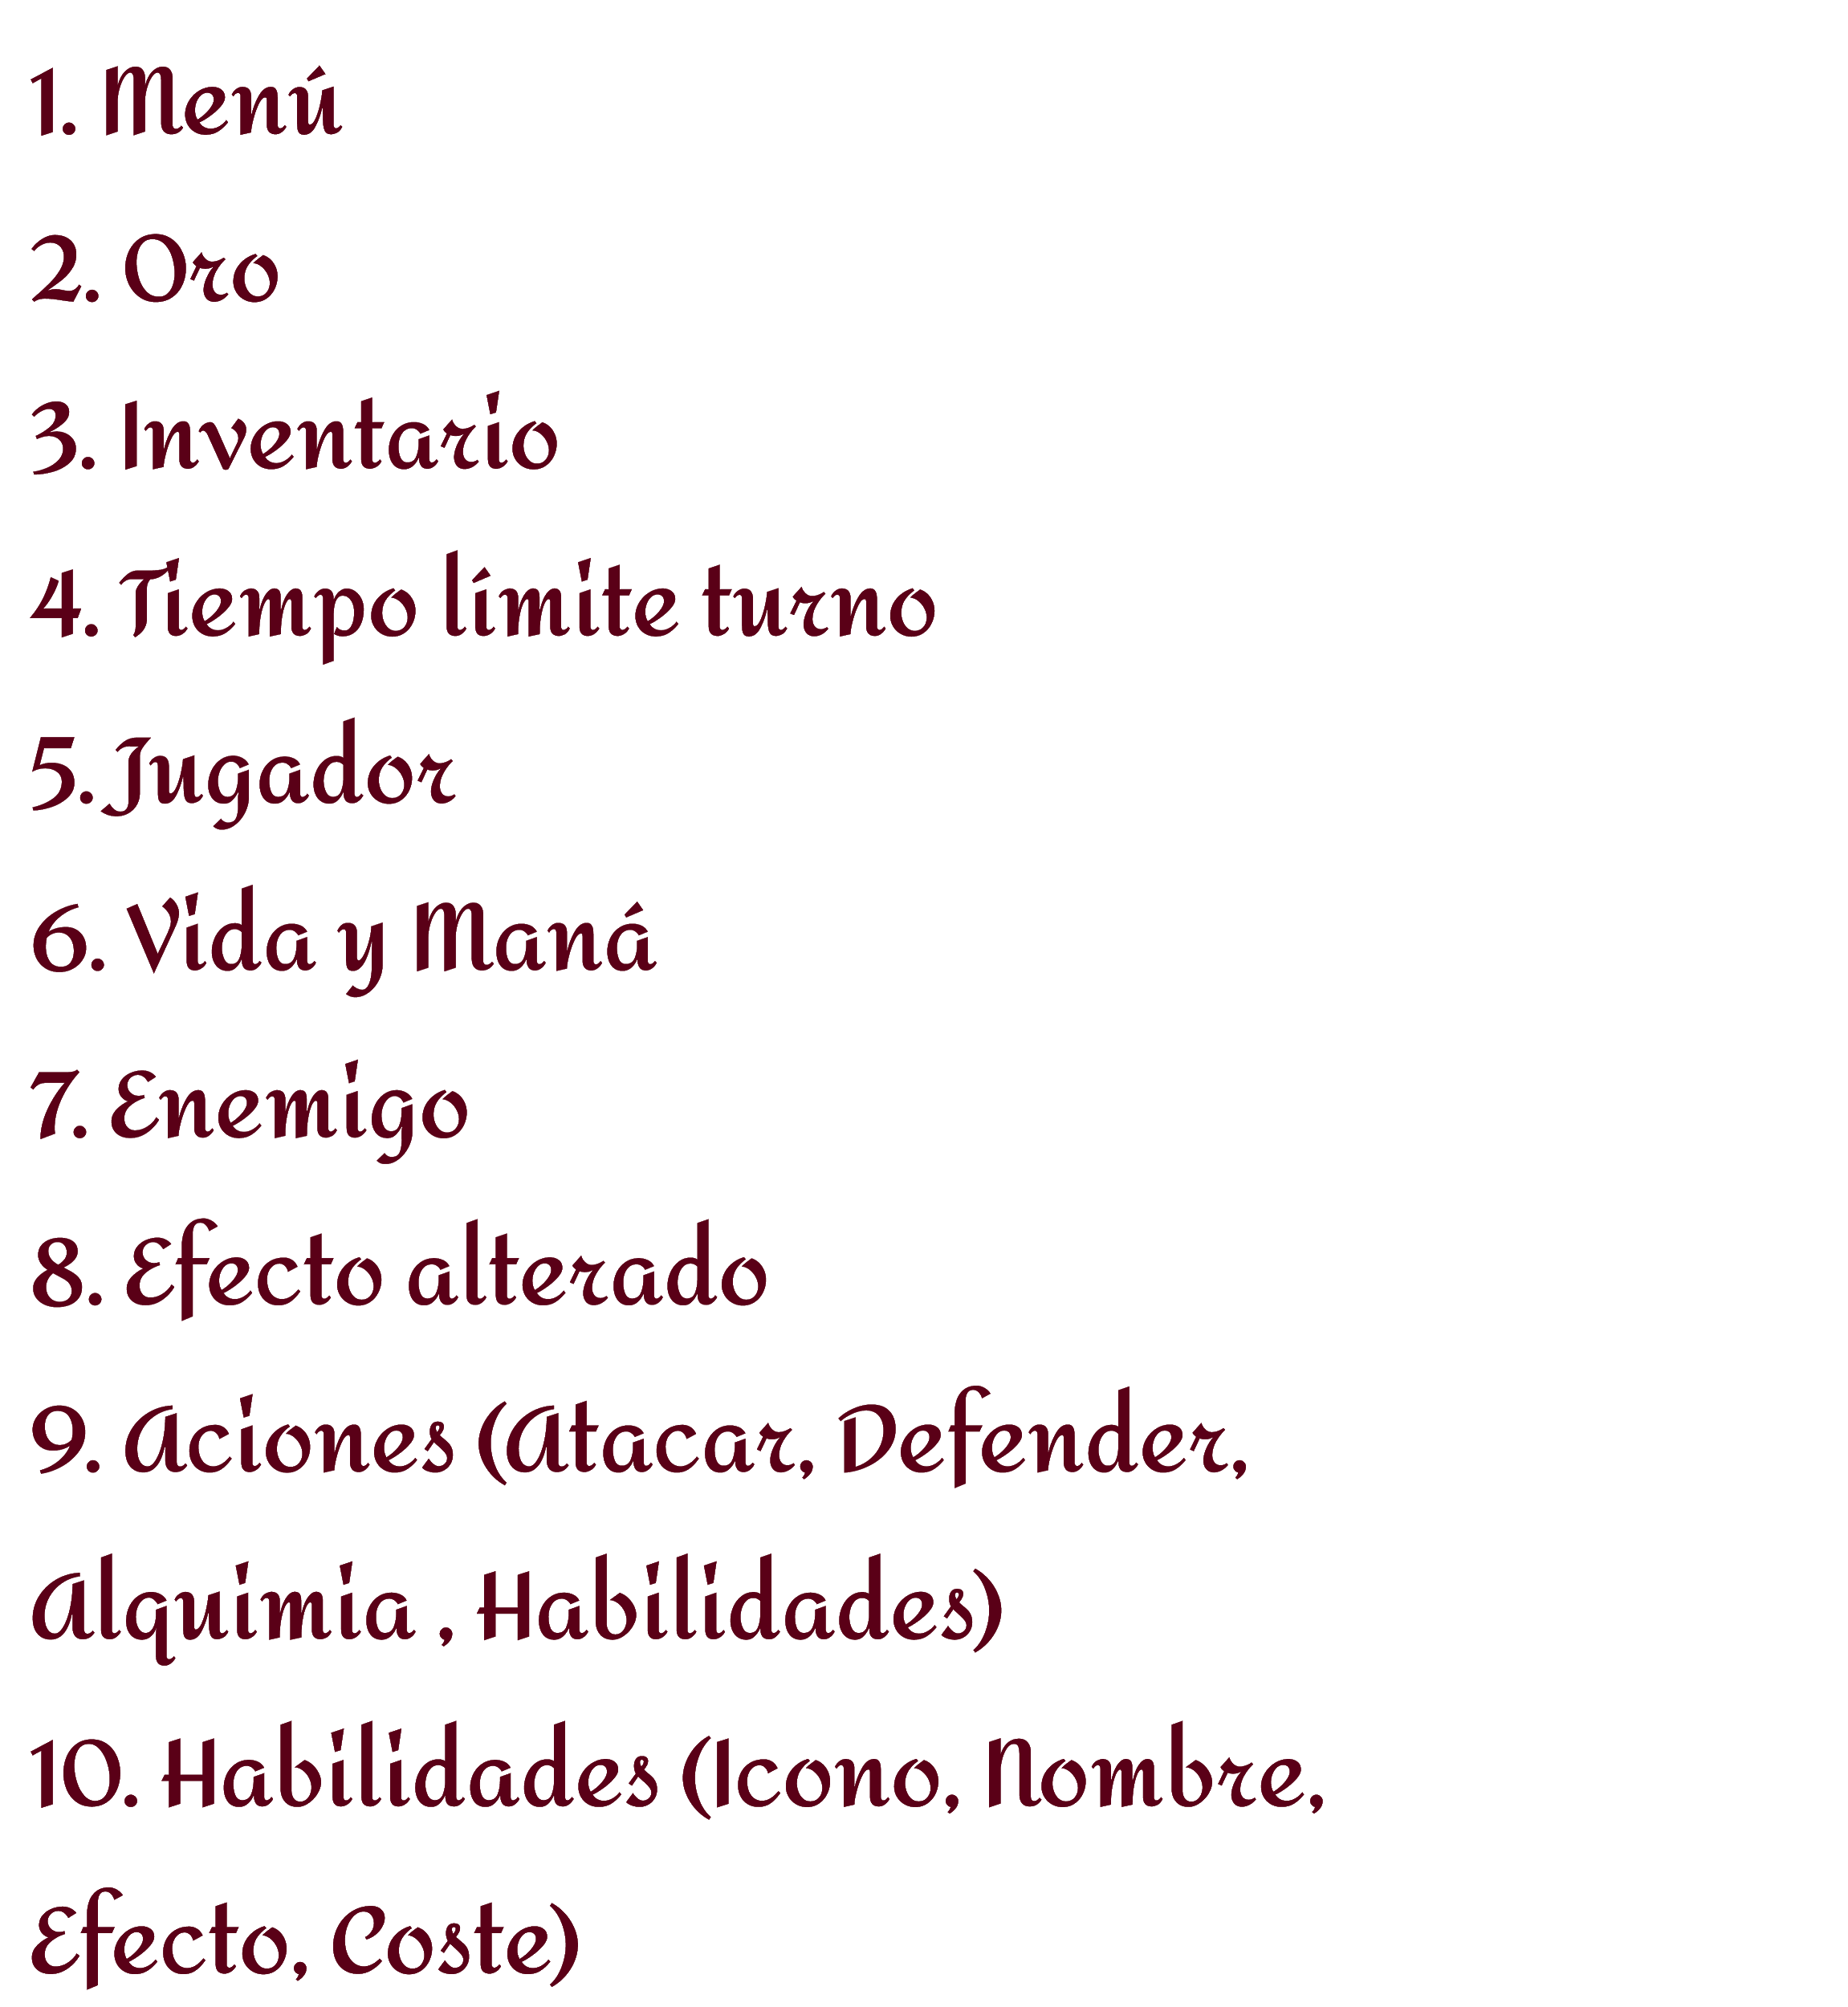 1. Menú
2. Oro
3. Inventario
4. Tiempo límite turno
5. Jugador
6. Vida y Maná
7. Enemigo
8. Efecto alterado
9. Aciones (Atacar, Defender,
Alquimia , Habilidades)
10. Habilidades (Icono, Nombre,
Efecto, Coste)